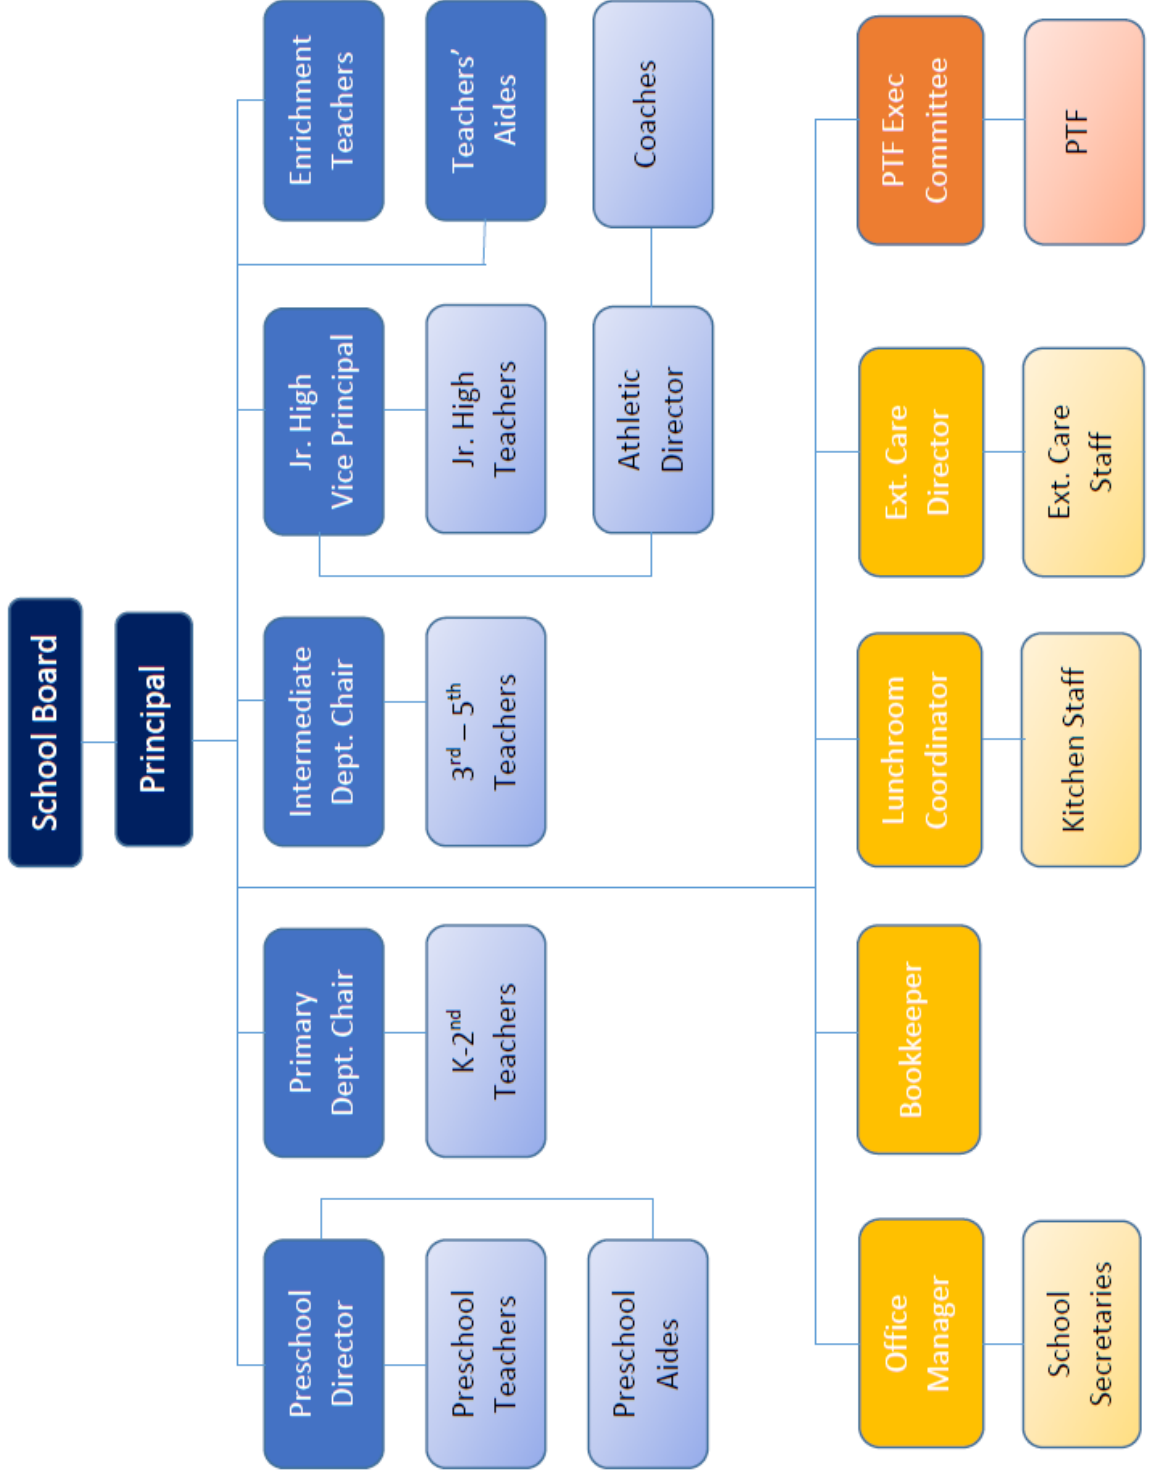 School Board
Principal
Preschool
Director
Primary
Dept. Chair
Intermediate
Dept. Chair
Jr. High
Vice Principal
Enrichment
Teachers
Preschool
Teachers
K-2nd
Teachers
3rd – 5th
Teachers
Jr. High
Teachers
Teachers’
Aides
Preschool
Aides
Athletic
Director
Coaches
Office
Manager
Bookkeeper
Lunchroom
Coordinator
Ext. Care
Director
PTF Exec
Committee
School
Secretaries
Kitchen Staff
Ext. Care
Staff
PTF